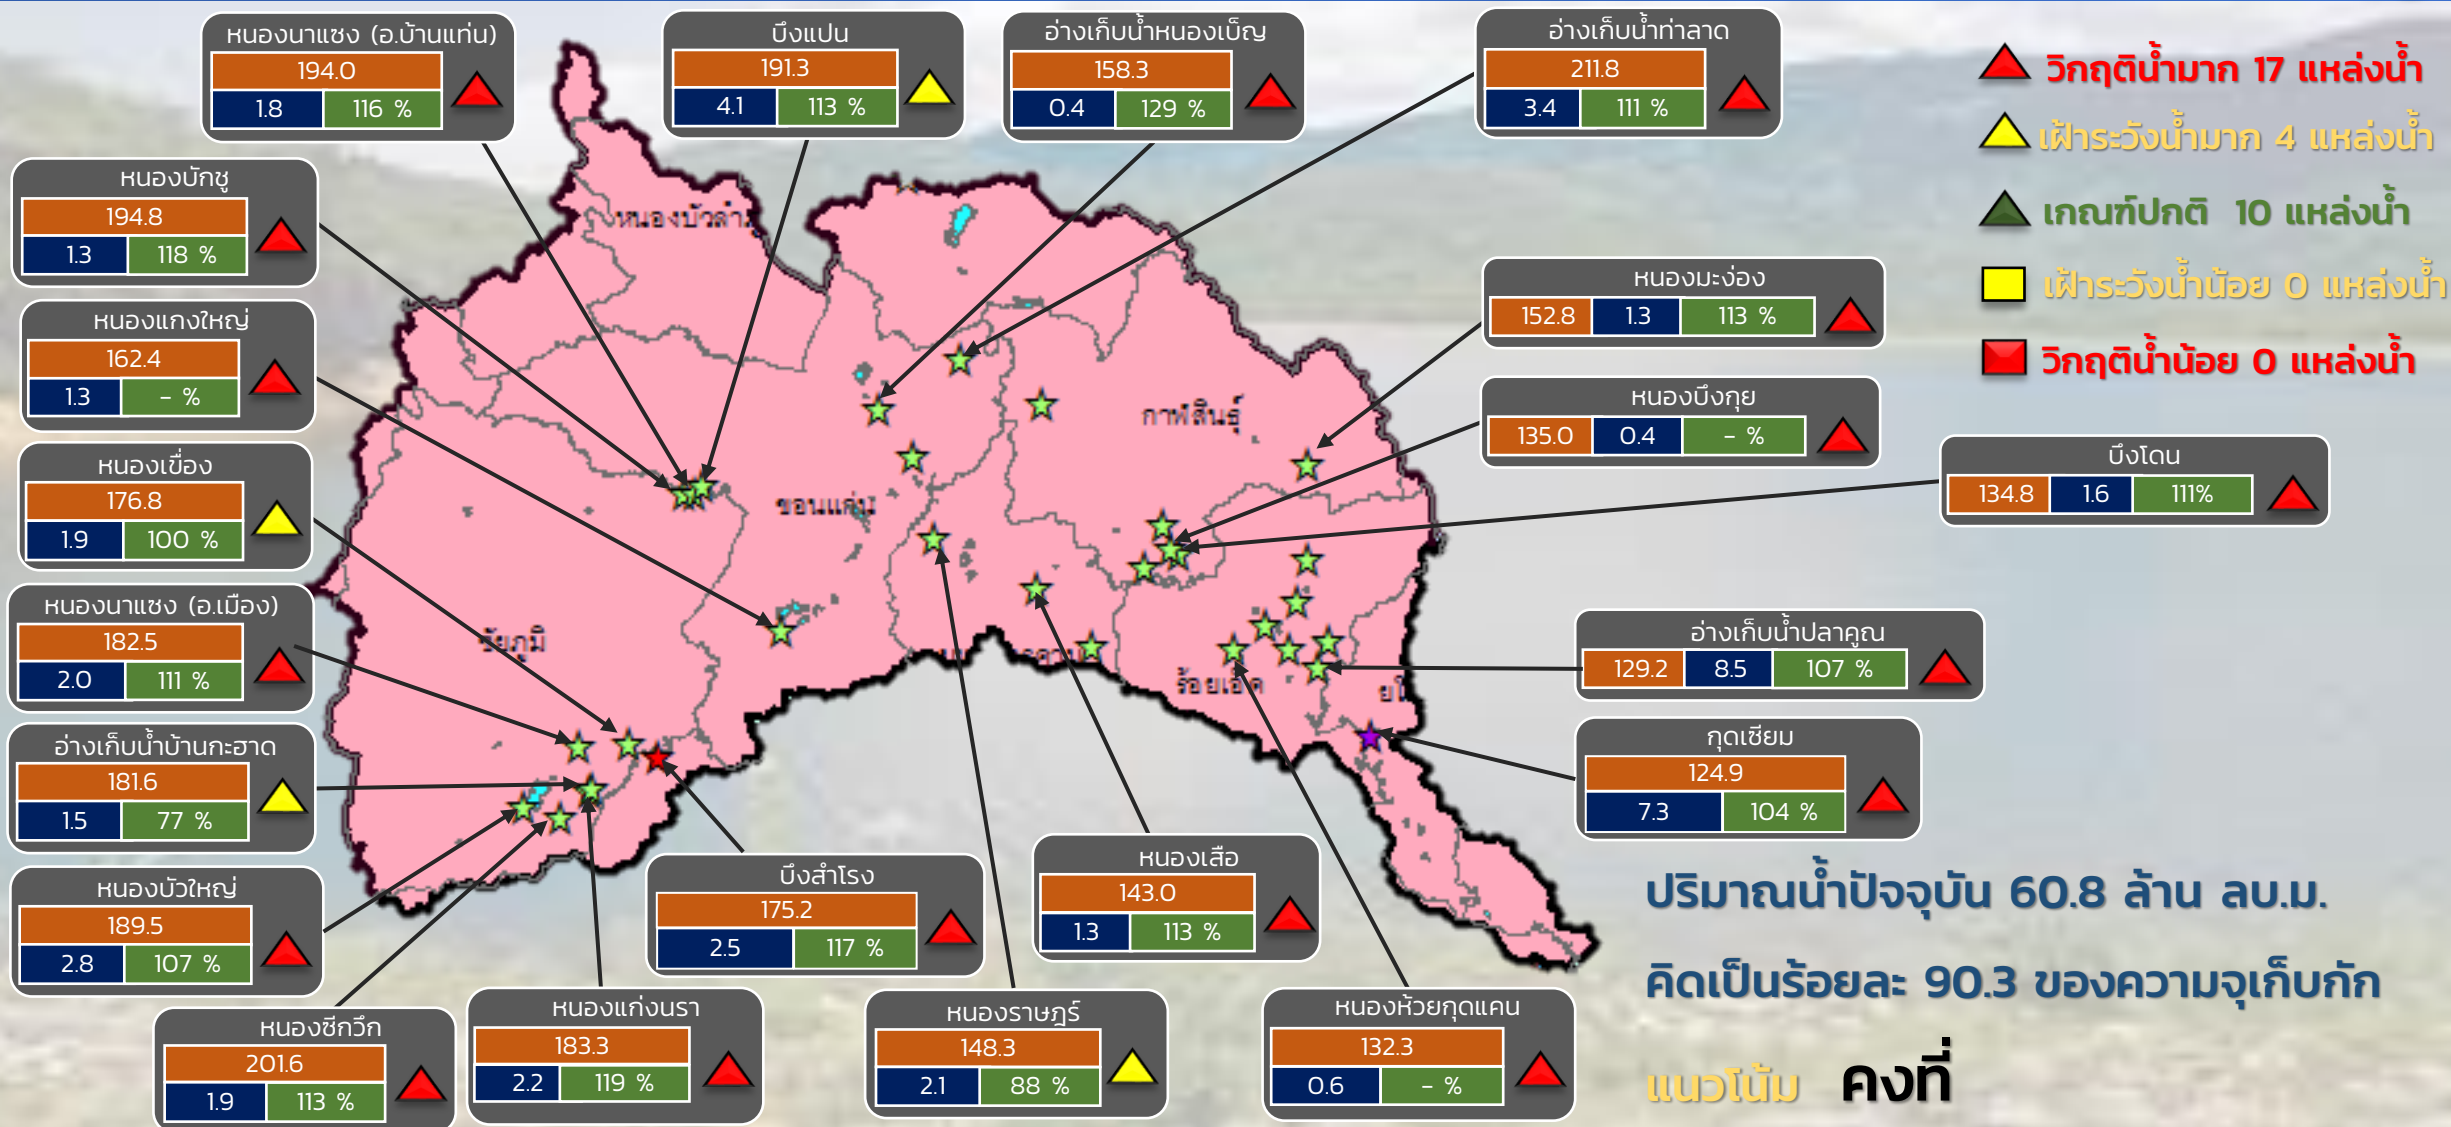 หนองนาแซง (อ.บ้านแท่น)
194.0
1.8 116 %
บึงแปน
191.3
4.1 113 %
อ่างเก็บน้ำหนองเบ็ญ
158.3
0.4 129 %
อ่างเก็บน้ำท่าลาด
211.8
3.4 111 %
วิกฤติน้ำมาก 17 แหล่งน้ำ
เฝ้าระวังน้ำมาก 4 แหล่งน้ำ
เกณฑ์ปกติ 10 แหล่งน้ำ
เฝ้าระวังน้ำน้อย 0 แหล่งน้ำ
วิกฤติน้ำน้อย 0 แหล่งน้ำ
หนองบักชู
194.8
1.3 118 %
หนองแกงใหญ่
162.4
1.3 - %
หนองเขื่อง
176.8
1.9 100 %
หนองนาแซง (อ.เมือง)
182.5
2.0 111 %
อ่างเก็บน้ำบ้านกะฮาด
181.6
1.5 77 %
หนองบัวใหญ่
189.5
2.8 107 %
หนองซีกวึก
201.6
1.9 113 %
หนองแก่งนรา
183.3
2.2 119 %
บึงสำโรง
175.2
2.5 117 %
หนองราษฎร์
148.3
2.1 88 %
หนองเสือ
143.0
1.3 113 %
หนองห้วยกุดแคน
132.3
0.6 - %
หนองมะง่อง
152.8 1.3 113 %
หนองบึงกุย
135.0 0.4 - %
บึงโดน
134.8 1.6 111%
อ่างเก็บน้ำปลาคูณ
129.2 8.5 107 %
กุดเซียม
124.9
7.3 104 %
หนองบัวลำภู
กาฬสินธุ์
ขอนแก่น
ชัยภูมิ
ร้อยเอ็ด
ปริมาณน้ำปัจจุบัน 60.8 ล้าน ลบ.ม.
คิดเป็นร้อยละ 90.3 ของความจุเก็บกัก
แนวโน้ม คงที่